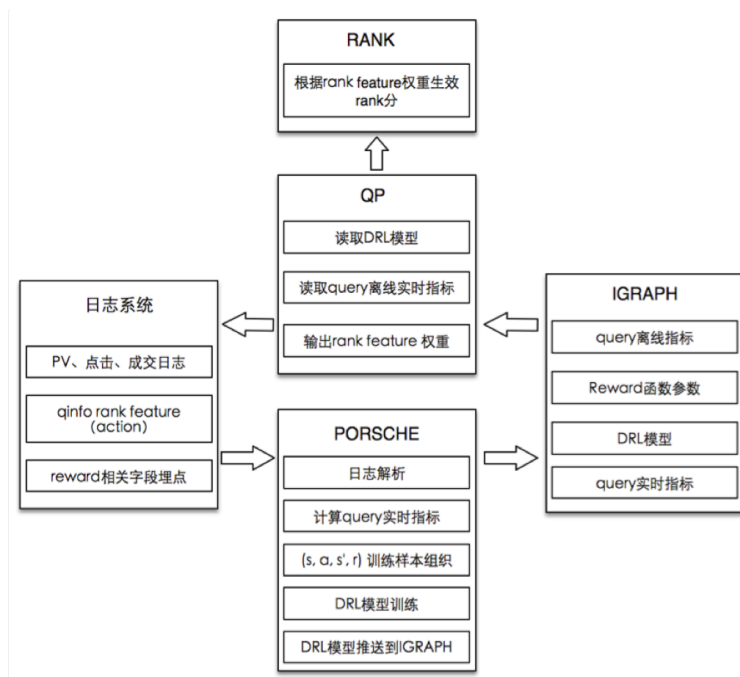 RANK
根据rank feature权重生效
rank分
QP
读取DRL模型
读取query离线实时指标
输出rank feature 权重
日志系统
PV、点击、成交日志
qinfo rank feature
(action)
reward相关字段埋点
IGRAPH
query离线指标
Reward函数参数
DRL模型
query实时指标
PORSCHE
日志解析
计算query实时指标
(s, a, s', r) 训练样本组织
DRL模型训练
DRL模型推送到IGRAPH